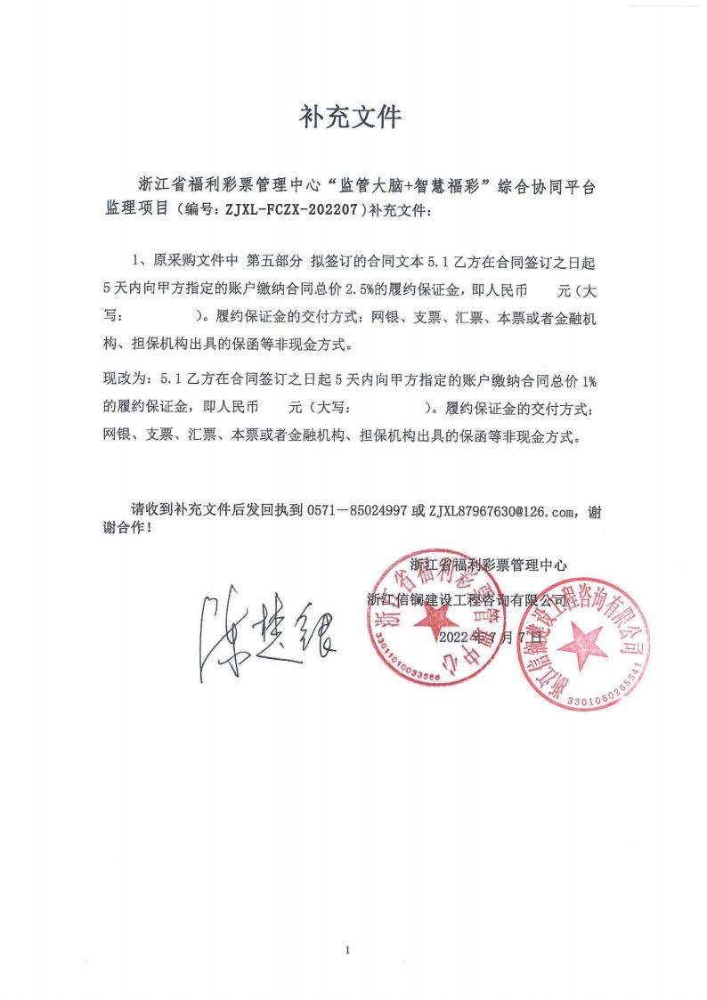 补充文件
浙江省福利彩票管理中心“监管大脑+智慧福彩”综合协同平台
监理项目（编号：ZJXL-FCZX-202207）补充文件：
1、原采购文件中 第五部分 拟签订的合同文本 5.1 乙方在合同签订之日起
5 天内向甲方指定的账户缴纳合同总价 2.5%的履约保证金，即人民币    元（大
写：        ）。履约保证金的交付方式：网银、支票、汇票、本票或者金融机
构、担保机构出具的保函等非现金方式。
现改为：5.1 乙方在合同签订之日起 5 天内向甲方指定的账户缴纳合同总价 1%
的履约保证金，即人民币    元（大写：        ）。履约保证金的交付方式：
网银、支票、汇票、本票或者金融机构、担保机构出具的保函等非现金方式。
请收到补充文件后发回执到 0571－85024997 或 ZJXL87967630@126.com，谢
谢合作！
浙江省福利彩票管理中心
浙江信镧建设工程咨询有限公司
2022 年 7 月 7 日
浙江省福利彩票管理中心
33011010033566
浙江信镧建设工程咨询有限公司
3301060265541
1